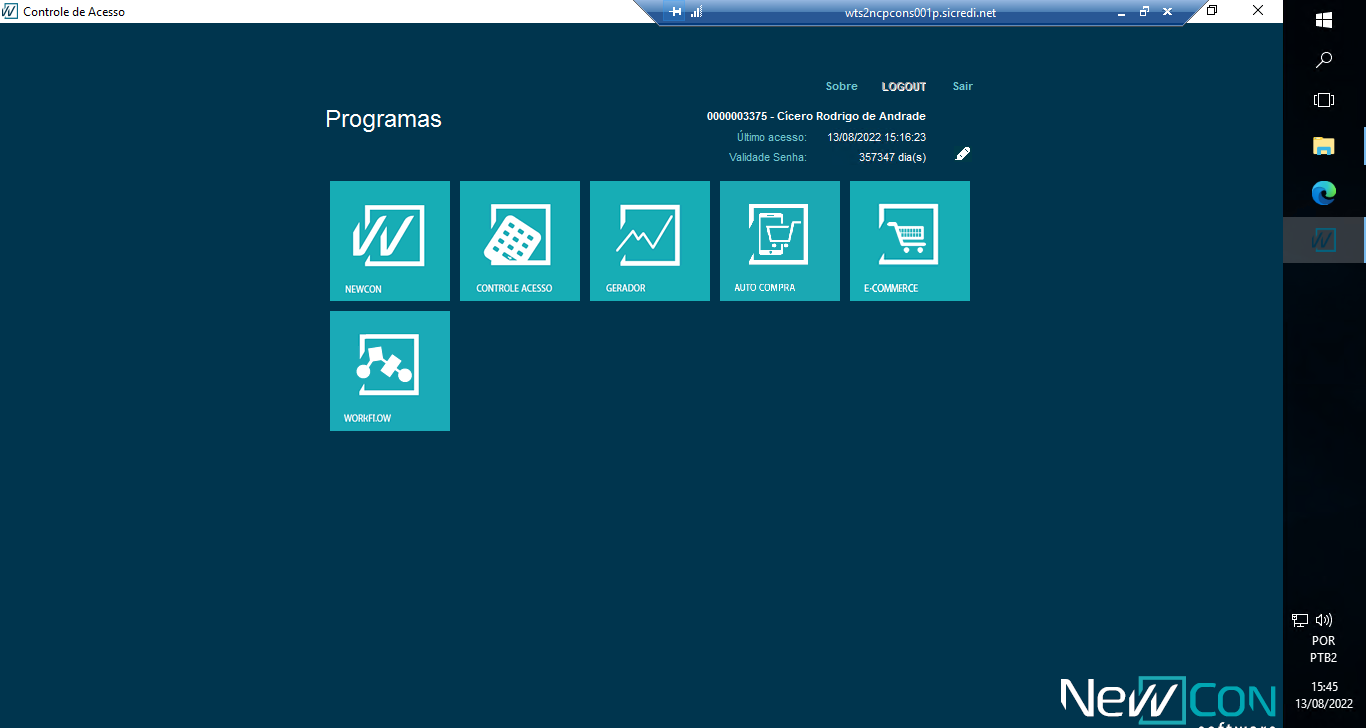 Controle de Acesso
wts2ncpcons001p.sicredi.net
Sobre LOGOUT Sair
Programas
0000003375 - Cícero Rodrigo de Andrade
Último acesso: 13/08/2022 15:16:23
Validade Senha: 357347 dia(s)
NEWCON CONTROLE ACESSO GERADOR AUTO COMPRA E-COMMERCE
WORKFLOW
POR
PTB2
15:45
13/08/2022
NewCON
software